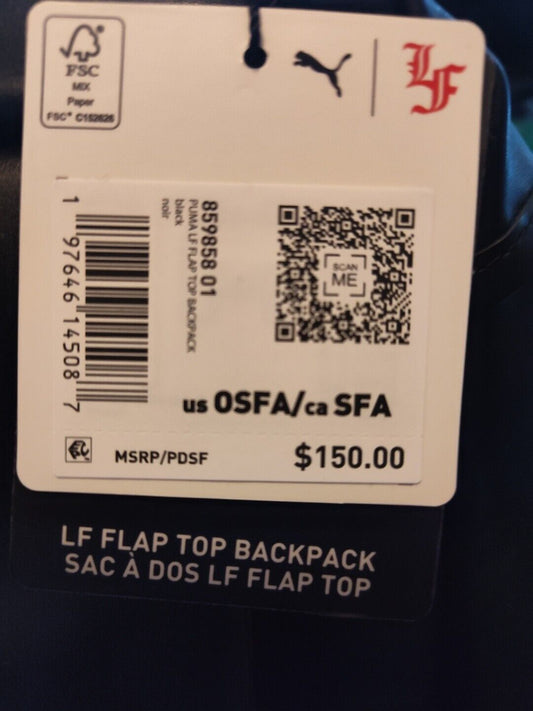 FSC
MIX
Paper
FSC® C152626
LF
859858 01
PUMA LF FLAP TOP BACKPACK
black
noir
1 97646 14508 7
SCAN
ME
us OSFA/ca SFA
MSRP/PDSF
$150.00
LF FLAP TOP BACKPACK
SAC À DOS LF FLAP TOP